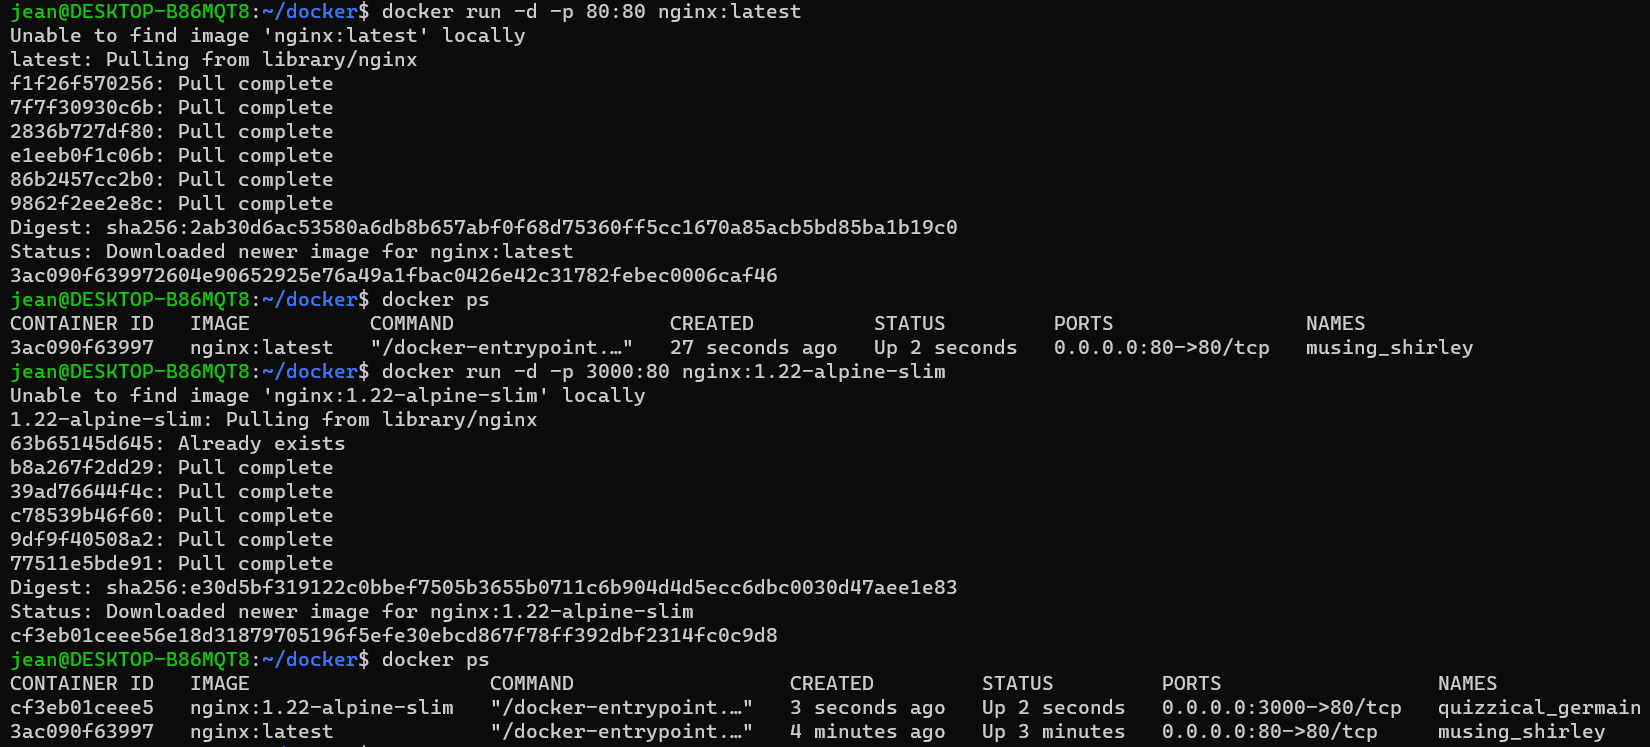 jean@DESKTOP-B86MQT8:~/docker$ docker run -d -p 80:80 nginx:latest
Unable to find image 'nginx:latest' locally
latest: Pulling from library/nginx
f1f26f570256: Pull complete
7f7f30930c6b: Pull complete
2836b727df80: Pull complete
e1eeb0f1c06b: Pull complete
86b2457cc2b0: Pull complete
9862f2ee2e8c: Pull complete
Digest: sha256:2ab30d6ac53580a6db8b657abf0f68d75360ff5cc1670a85acb5bd85ba1b19c0
Status: Downloaded newer image for nginx:latest
3ac090f639972604e90652925e76a49a1fbac0426e42c31782febec0006caf46
jean@DESKTOP-B86MQT8:~/docker$ docker ps
CONTAINER ID   IMAGE          COMMAND                  CREATED          STATUS         PORTS                NAMES
3ac090f63997   nginx:latest   "/docker-entrypoint.…"   27 seconds ago   Up 2 seconds   0.0.0.0:80->80/tcp   musing_shirley
jean@DESKTOP-B86MQT8:~/docker$ docker run -d -p 3000:80 nginx:1.22-alpine-slim
Unable to find image 'nginx:1.22-alpine-slim' locally
1.22-alpine-slim: Pulling from library/nginx
63b65145d645: Already exists
b8a267f2dd29: Pull complete
39ad76644f4c: Pull complete
c78539b46f60: Pull complete
9df9f40508a2: Pull complete
77511e5bde91: Pull complete
Digest: sha256:e30d5bf319122c0bbef7505b3655b0711c6b904d4d5ecc6dbc0030d47aee1e83
Status: Downloaded newer image for nginx:1.22-alpine-slim
cf3eb01ceee56e18d31879705196f5efe30ebcd867f78ff392dbf2314fc0c9d8
jean@DESKTOP-B86MQT8:~/docker$ docker ps
CONTAINER ID   IMAGE                    COMMAND                  CREATED         STATUS         PORTS                  NAMES
cf3eb01ceee5   nginx:1.22-alpine-slim   "/docker-entrypoint.…"   3 seconds ago   Up 2 seconds   0.0.0.0:3000->80/tcp   quizzical_germain
3ac090f63997   nginx:latest             "/docker-entrypoint.…"   4 minutes ago   Up 3 minutes   0.0.0.0:80->80/tcp     musing_shirley